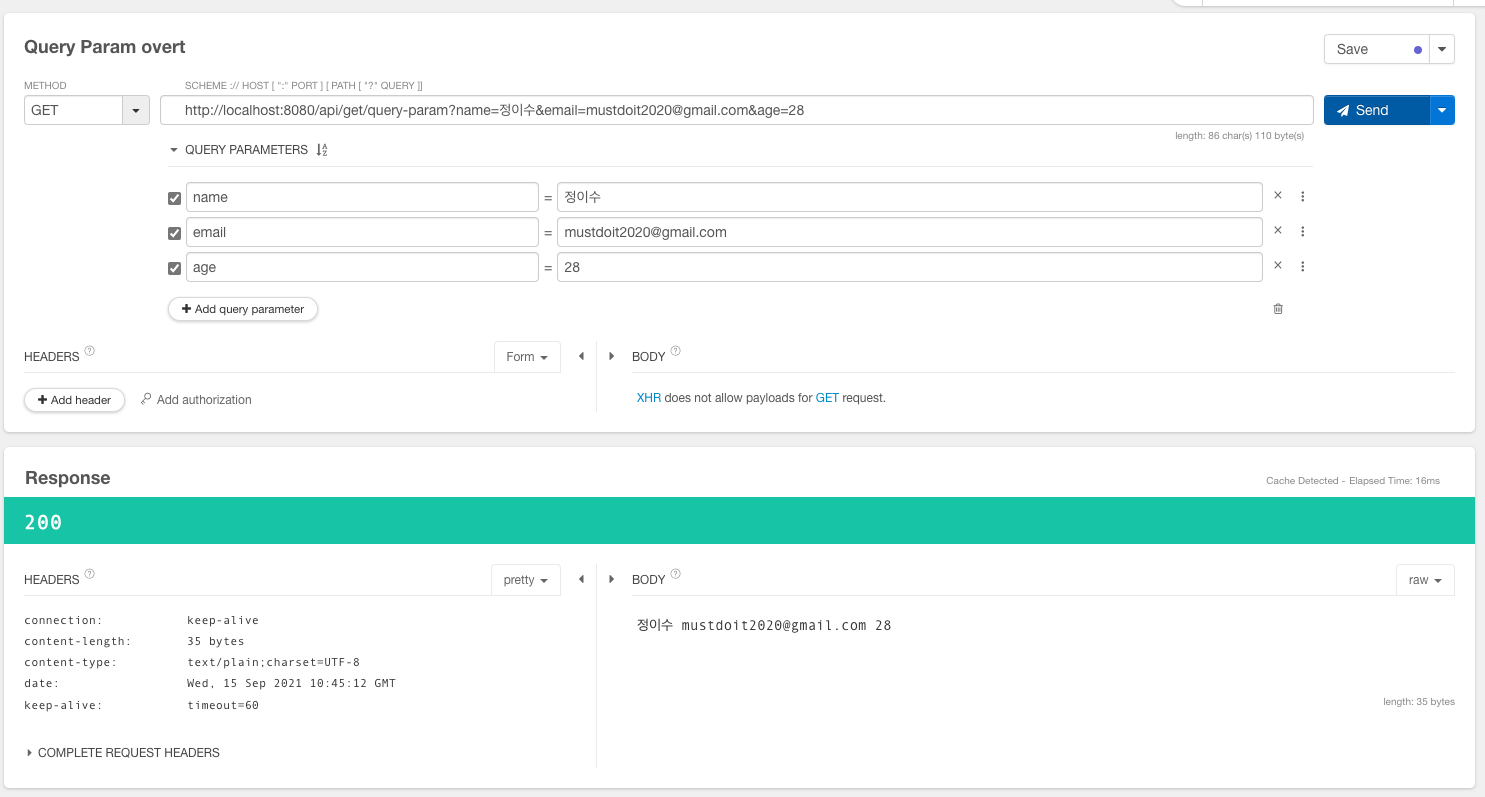 Query Param overt
Save
METHOD
SCHEME :// HOST [ ":" PORT ] [ PATH [ "?" QUERY ]]
GET
http://localhost:8080/api/get/query-param?name=정이수&email=mustdoit2020@gmail.com&age=28
Send
length: 86 char(s) 110 byte(s)
QUERY PARAMETERS
name = 정이수
email = mustdoit2020@gmail.com
age = 28
+ Add query parameter
HEADERS ? Form
BODY ?
+ Add header Add authorization
XHR does not allow payloads for GET request.
Response
Cache Detected - Elapsed Time: 16ms
200
HEADERS ? pretty
BODY ? raw
connection: keep-alive
content-length: 35 bytes
content-type: text/plain;charset=UTF-8
date: Wed, 15 Sep 2021 10:45:12 GMT
keep-alive: timeout=60
정이수 mustdoit2020@gmail.com 28
length: 35 bytes
COMPLETE REQUEST HEADERS